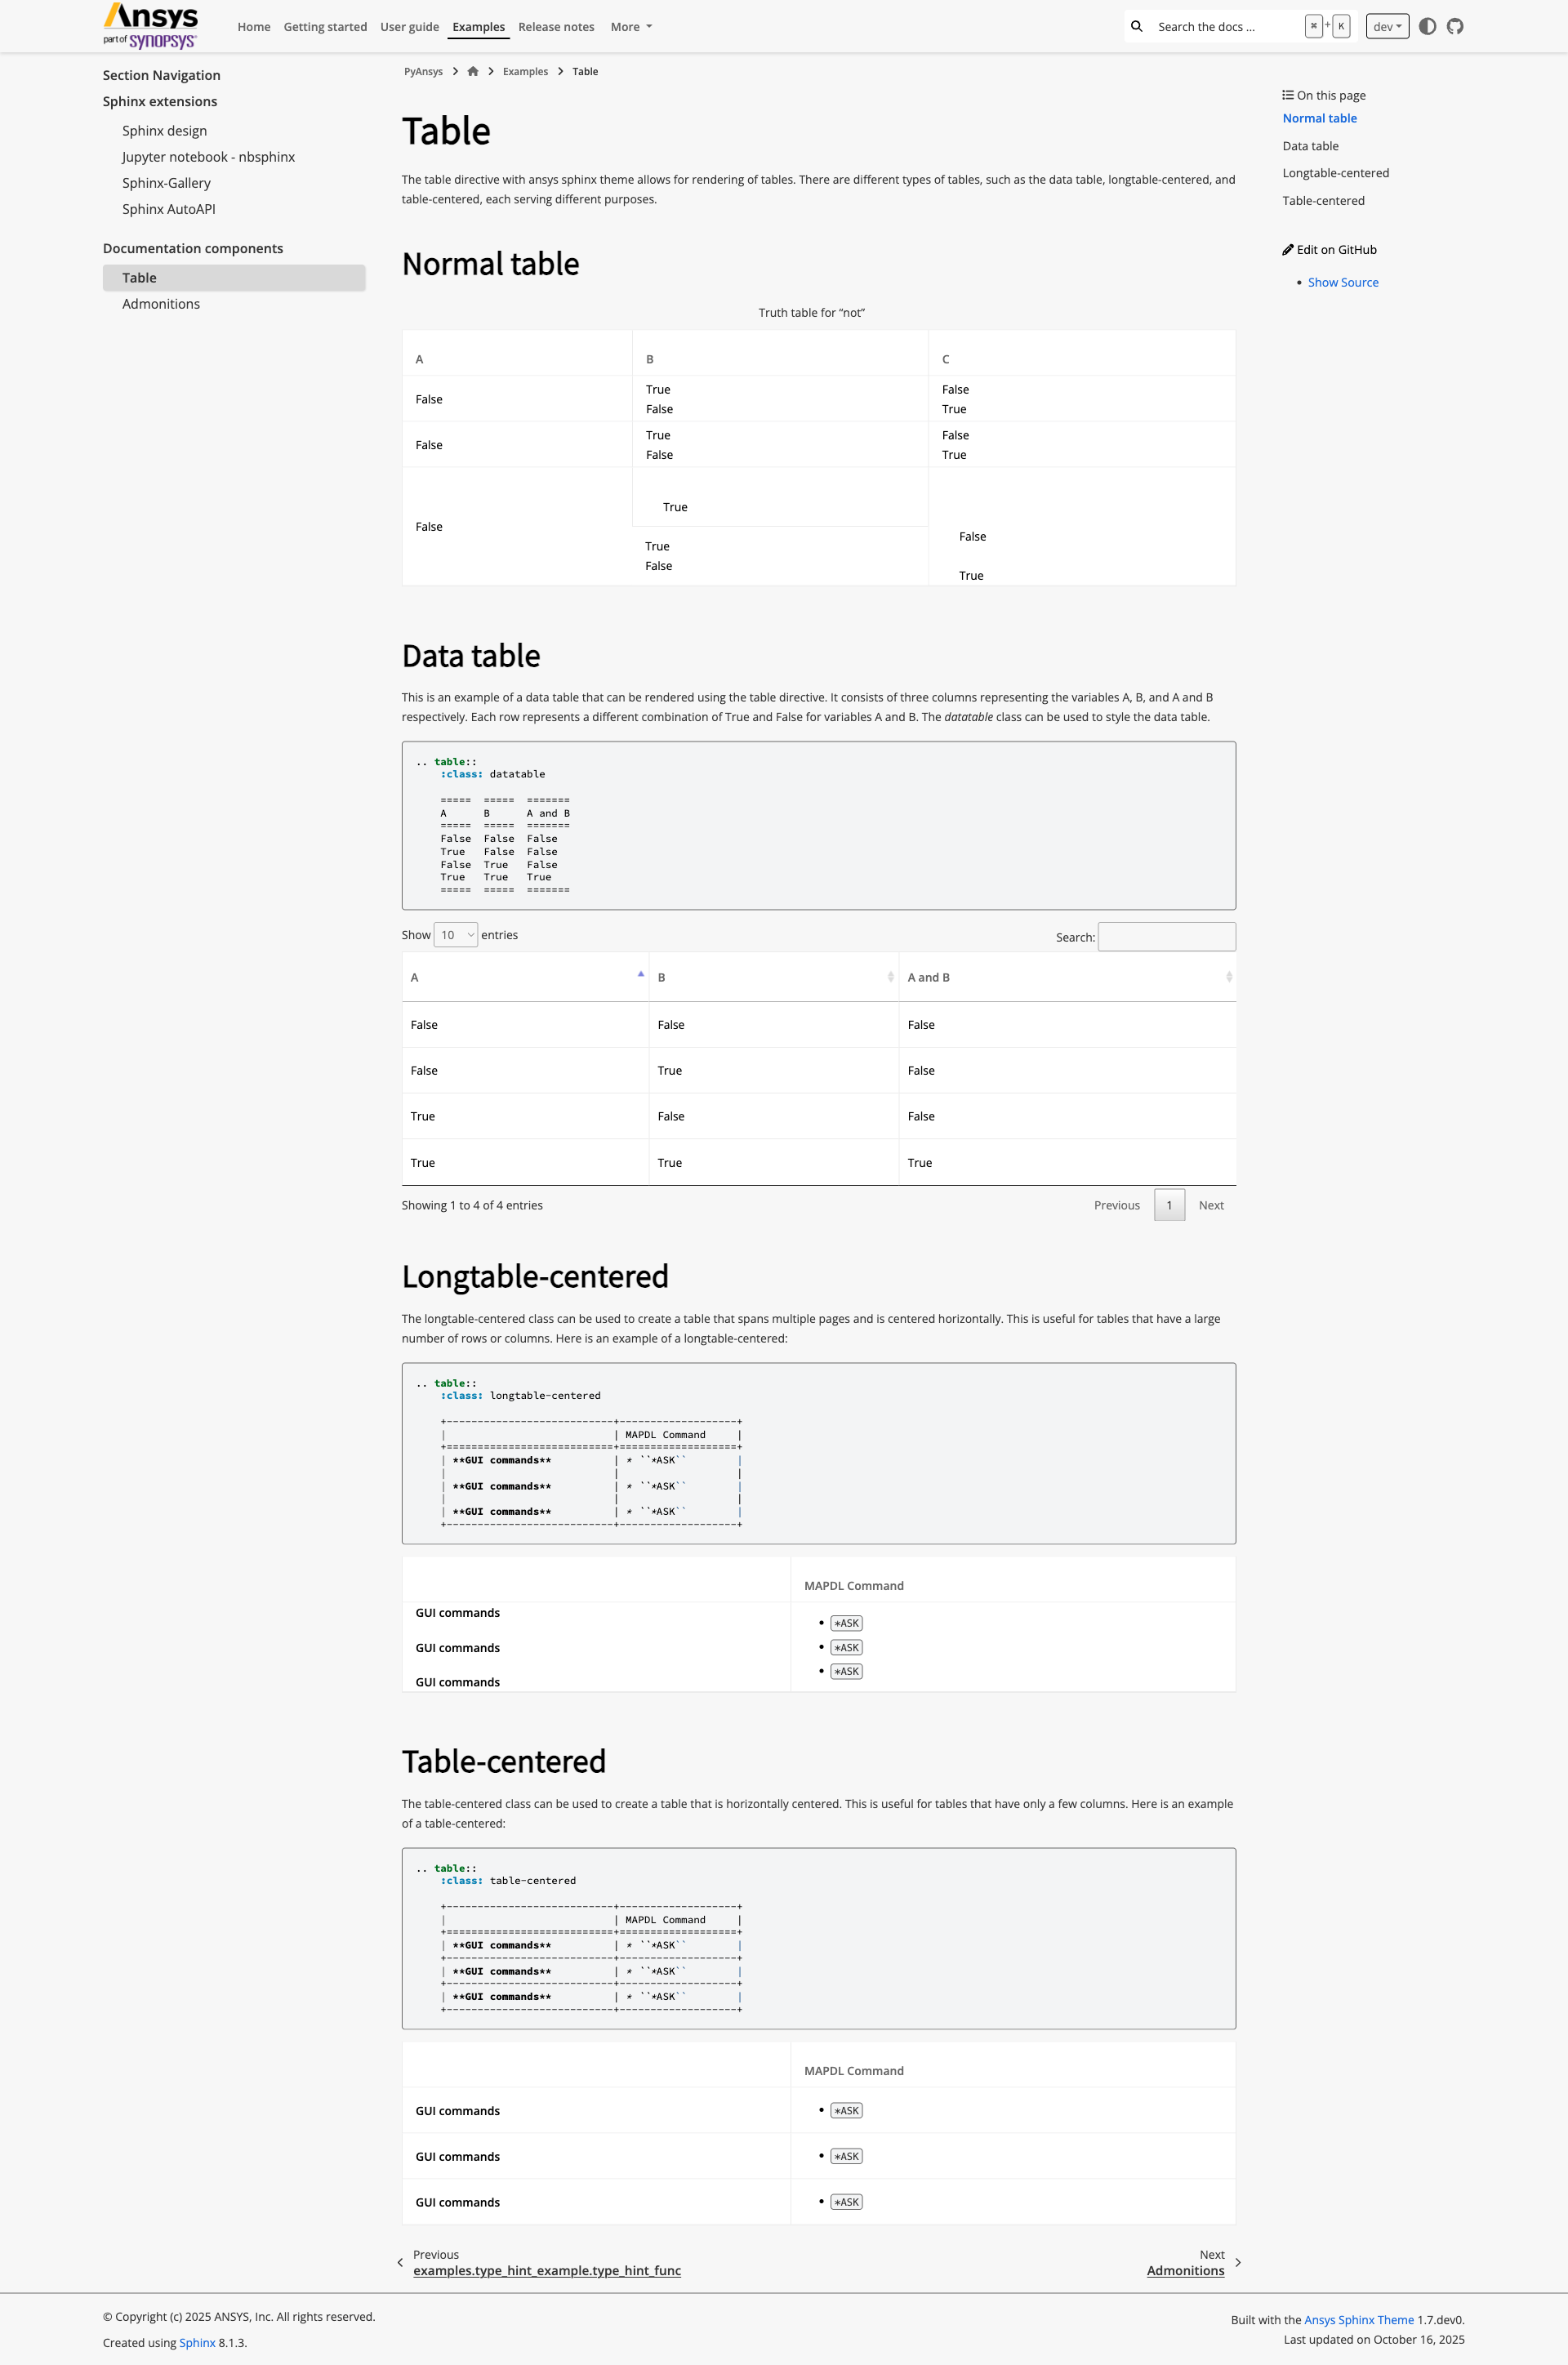 Ansys
part of SYNOPSYS
Home Getting started User guide Examples Release notes More
Search the docs ... ⌘ + K
dev
Section Navigation
Sphinx extensions
Sphinx design
Jupyter notebook - nbsphinx
Sphinx-Gallery
Sphinx AutoAPI
Documentation components
Table
Admonitions
PyAnsys Examples Table
Table
The table directive with ansys sphinx theme allows for rendering of tables. There are different types of tables, such as the data table, longtable-centered, and
table-centered, each serving different purposes.
Normal table
Truth table for “not”
A B C
False True False
False True
False True False
False True
True
False
False
True
False
True
Data table
This is an example of a data table that can be rendered using the table directive. It consists of three columns representing the variables A, B, and A and B
respectively. Each row represents a different combination of True and False for variables A and B. The datatable class can be used to style the data table.
.. table::
    :class: datatable

    =====  =====  =======
    A      B      A and B
    =====  =====  =======
    False  False  False
    True   False  False
    False  True   False
    True   True   True
    =====  =====  =======
Show 10 entries
Search:
A B A and B
False False False
False True False
True False False
True True True
Showing 1 to 4 of 4 entries
Previous 1 Next
Longtable-centered
The longtable-centered class can be used to create a table that spans multiple pages and is centered horizontally. This is useful for tables that have a large
number of rows or columns. Here is an example of a longtable-centered:
.. table::
    :class: longtable-centered

    +---------------------------+-------------------+
    |                           | MAPDL Command     |
    +===========================+===================+
    | **GUI commands**          | * ``*ASK``        |
    |                           |                   |
    | **GUI commands**          | * ``*ASK``        |
    |                           |                   |
    | **GUI commands**          | * ``*ASK``        |
    +---------------------------+-------------------+
MAPDL Command
GUI commands • *ASK
GUI commands • *ASK
GUI commands • *ASK
Table-centered
The table-centered class can be used to create a table that is horizontally centered. This is useful for tables that have only a few columns. Here is an example
of a table-centered:
.. table::
    :class: table-centered

    +---------------------------+-------------------+
    |                           | MAPDL Command     |
    +===========================+===================+
    | **GUI commands**          | * ``*ASK``        |
    +---------------------------+-------------------+
    | **GUI commands**          | * ``*ASK``        |
    +---------------------------+-------------------+
    | **GUI commands**          | * ``*ASK``        |
    +---------------------------+-------------------+
MAPDL Command
GUI commands • *ASK
GUI commands • *ASK
GUI commands • *ASK
Previous
examples.type_hint_example.type_hint_func
Next
Admonitions
On this page
Normal table
Data table
Longtable-centered
Table-centered
Edit on GitHub
• Show Source
© Copyright (c) 2025 ANSYS, Inc. All rights reserved.
Created using Sphinx 8.1.3.
Built with the Ansys Sphinx Theme 1.7.dev0.
Last updated on October 16, 2025